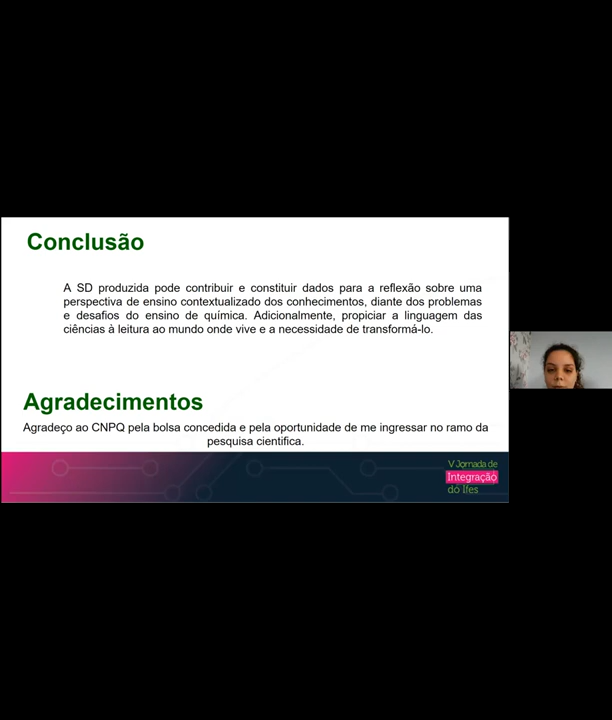 Conclusão
A SD produzida pode contribuir e constituir dados para a reflexão sobre uma
perspectiva de ensino contextualizado dos conhecimentos, diante dos problemas
e desafios do ensino de química. Adicionalmente, propiciar a linguagem das
ciências à leitura ao mundo onde vive e a necessidade de transformá-lo.
Agradecimentos
Agradeço ao CNPQ pela bolsa concedida e pela oportunidade de me ingressar no ramo da
pesquisa cientifica.
V Jornada de
Integração
do Ifes